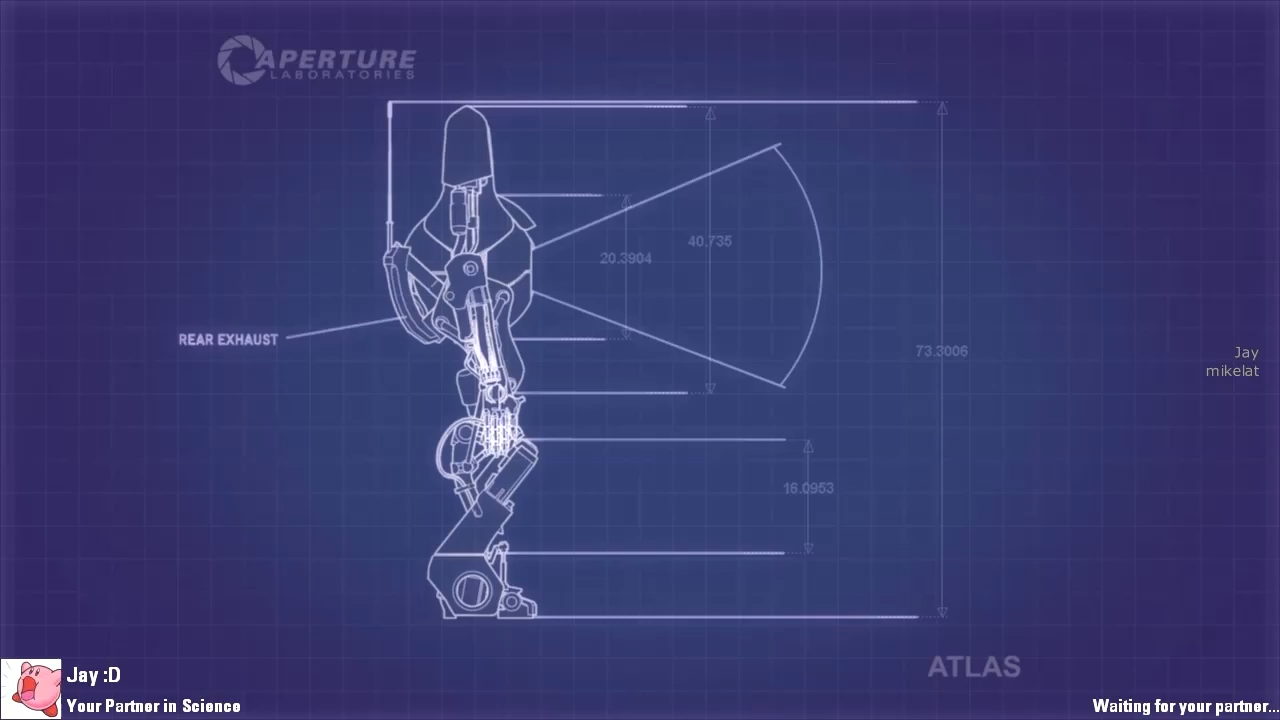 APERTURE
LABORATORIES
40.735
20.3904
REAR EXHAUST
73.3006
Jay
mikelat
16.0953
ATLAS
Jay :D
Your Partner in Science
Waiting for your partner...